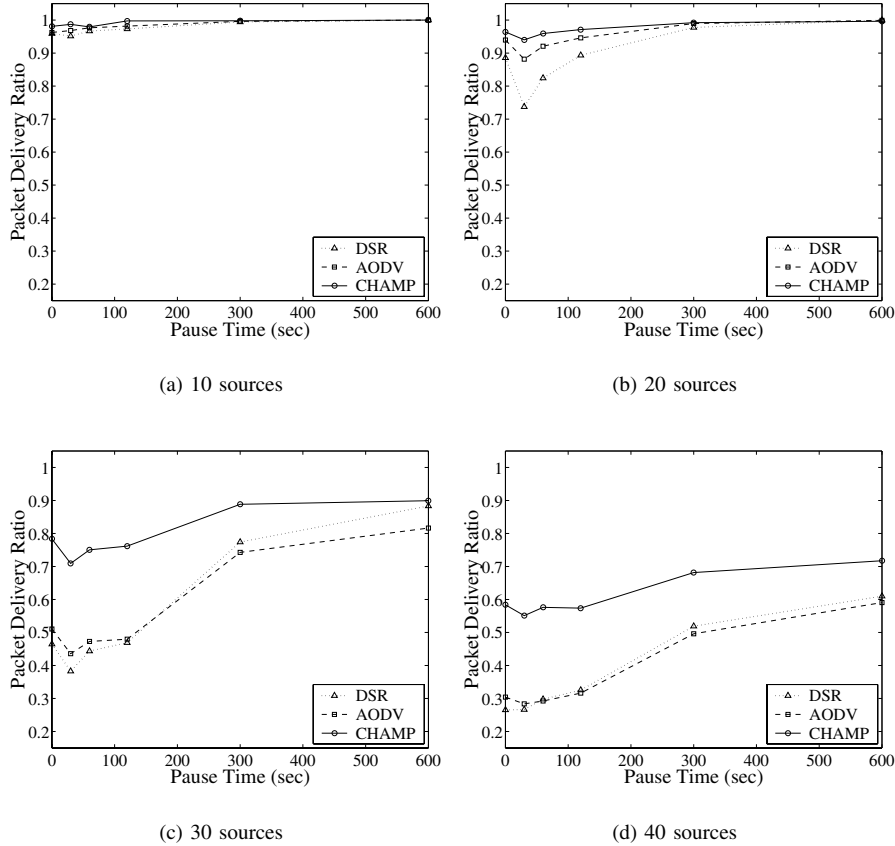 1
0.9
0.8
0.7
0.6
0.5
0.4
0.3
0.2
Packet Delivery Ratio
DSR
AODV
CHAMP
0 100 200 300 400 500 600
Pause Time (sec)
(a) 10 sources
1
0.9
0.8
0.7
0.6
0.5
0.4
0.3
0.2
Packet Delivery Ratio
DSR
AODV
CHAMP
0 100 200 300 400 500 600
Pause Time (sec)
(b) 20 sources
1
0.9
0.8
0.7
0.6
0.5
0.4
0.3
0.2
Packet Delivery Ratio
DSR
AODV
CHAMP
0 100 200 300 400 500 600
Pause Time (sec)
(c) 30 sources
1
0.9
0.8
0.7
0.6
0.5
0.4
0.3
0.2
Packet Delivery Ratio
DSR
AODV
CHAMP
0 100 200 300 400 500 600
Pause Time (sec)
(d) 40 sources